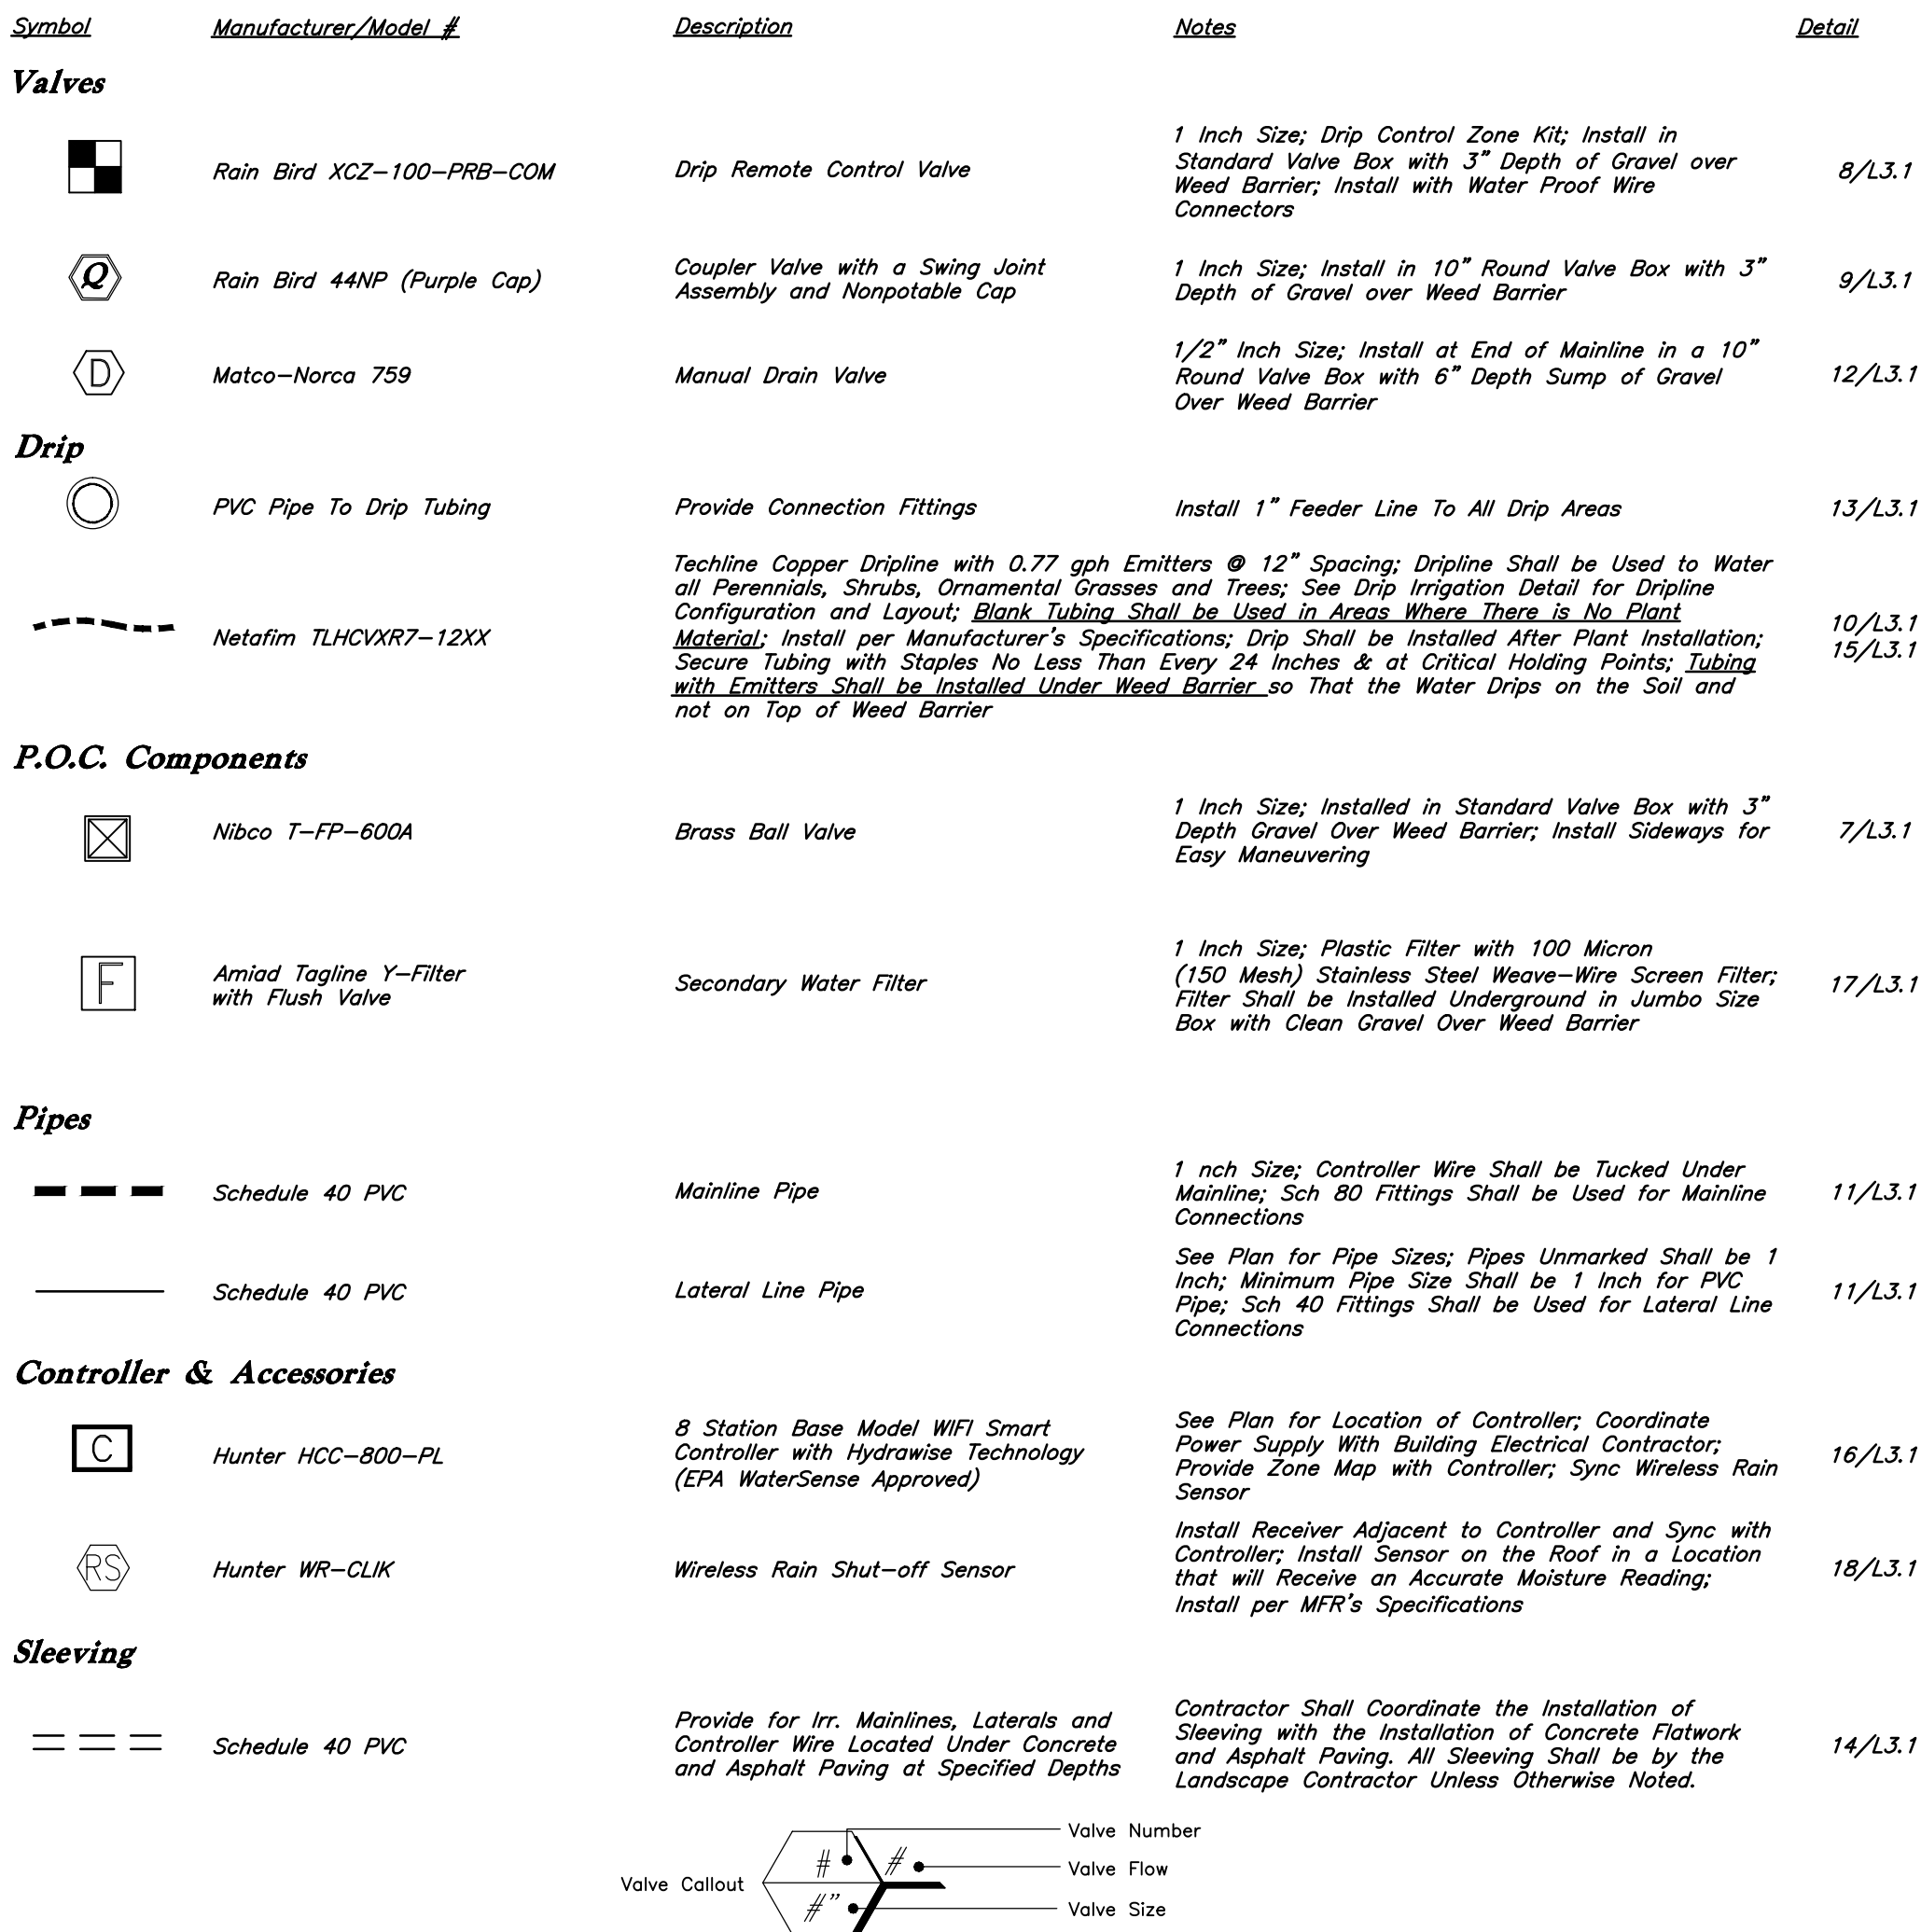 Symbol Manufacturer/Model # Description Notes Detail
Valves
Rain Bird XCZ-100-PRB-COM
Drip Remote Control Valve
1 Inch Size; Drip Control Zone Kit; Install in
Standard Valve Box with 3" Depth of Gravel over
Weed Barrier; Install with Water Proof Wire
Connectors
8/L3.1
Q
Rain Bird 44NP (Purple Cap)
Coupler Valve with a Swing Joint
Assembly and Nonpotable Cap
1 Inch Size; Install in 10" Round Valve Box with 3"
Depth of Gravel over Weed Barrier
9/L3.1
D
Matco-Norca 759
Manual Drain Valve
1/2" Inch Size; Install at End of Mainline in a 10"
Round Valve Box with 6" Depth Sump of Gravel
Over Weed Barrier
12/L3.1
Drip
PVC Pipe To Drip Tubing
Provide Connection Fittings
Install 1" Feeder Line To All Drip Areas
13/L3.1
Netafim TLHCVXR7-12XX
Techline Copper Dripline with 0.77 gph Emitters @ 12" Spacing; Dripline Shall be Used to Water
all Perennials, Shrubs, Ornamental Grasses and Trees; See Drip Irrigation Detail for Dripline
Configuration and Layout; Blank Tubing Shall be Used in Areas Where There is No Plant
Material; Install per Manufacturer's Specifications; Drip Shall be Installed After Plant Installation;
Secure Tubing with Staples No Less Than Every 24 Inches & at Critical Holding Points; Tubing
with Emitters Shall be Installed Under Weed Barrier so That the Water Drips on the Soil and
not on Top of Weed Barrier
10/L3.1
15/L3.1
P.O.C. Components
Nibco T-FP-600A
Brass Ball Valve
1 Inch Size; Installed in Standard Valve Box with 3"
Depth Gravel Over Weed Barrier; Install Sideways for
Easy Maneuvering
7/L3.1
F
Amiad Tagline Y-Filter
with Flush Valve
Secondary Water Filter
1 Inch Size; Plastic Filter with 100 Micron
(150 Mesh) Stainless Steel Weave-Wire Screen Filter;
Filter Shall be Installed Underground in Jumbo Size
Box with Clean Gravel Over Weed Barrier
17/L3.1
Pipes
Schedule 40 PVC
Mainline Pipe
1 nch Size; Controller Wire Shall be Tucked Under
Mainline; Sch 80 Fittings Shall be Used for Mainline
Connections
11/L3.1
Schedule 40 PVC
Lateral Line Pipe
See Plan for Pipe Sizes; Pipes Unmarked Shall be 1
Inch; Minimum Pipe Size Shall be 1 Inch for PVC
Pipe; Sch 40 Fittings Shall be Used for Lateral Line
Connections
11/L3.1
Controller & Accessories
C
Hunter HCC-800-PL
8 Station Base Model WIFI Smart
Controller with Hydrawise Technology
(EPA WaterSense Approved)
See Plan for Location of Controller; Coordinate
Power Supply With Building Electrical Contractor;
Provide Zone Map with Controller; Sync Wireless Rain
Sensor
16/L3.1
RS
Hunter WR-CLIK
Wireless Rain Shut-off Sensor
Install Receiver Adjacent to Controller and Sync with
Controller; Install Sensor on the Roof in a Location
that will Receive an Accurate Moisture Reading;
Install per MFR's Specifications
18/L3.1
Sleeving
Schedule 40 PVC
Provide for Irr. Mainlines, Laterals and
Controller Wire Located Under Concrete
and Asphalt Paving at Specified Depths
Contractor Shall Coordinate the Installation of
Sleeving with the Installation of Concrete Flatwork
and Asphalt Paving. All Sleeving Shall be by the
Landscape Contractor Unless Otherwise Noted.
14/L3.1
Valve Callout
# #
#"
Valve Number
Valve Flow
Valve Size